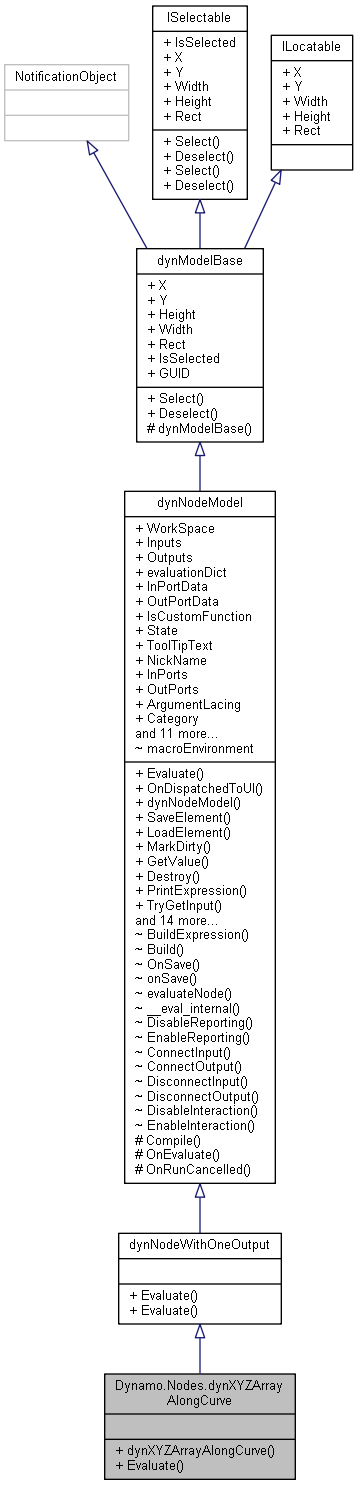 ISelectable
+ IsSelected
+ X
+ Y
+ Width
+ Height
+ Rect
+ Select()
+ Deselect()
+ Select()
+ Deselect()
ILocatable
+ X
+ Y
+ Width
+ Height
+ Rect
NotificationObject
dynModelBase
+ X
+ Y
+ Height
+ Width
+ Rect
+ IsSelected
+ GUID
+ Select()
+ Deselect()
# dynModelBase()
dynNodeModel
+ WorkSpace
+ Inputs
+ Outputs
+ evaluationDict
+ InPortData
+ OutPortData
+ IsCustomFunction
+ State
+ ToolTipText
+ NickName
+ InPorts
+ OutPorts
+ ArgumentLacing
+ Category
and 11 more...
~ macroEnvironment
+ Evaluate()
+ OnDispatchedToUI()
+ dynNodeModel()
+ SaveElement()
+ LoadElement()
+ MarkDirty()
+ GetValue()
+ Destroy()
+ PrintExpression()
+ TryGetInput()
and 14 more...
~ BuildExpression()
~ Build()
~ OnSave()
~ onSave()
~ evaluateNode()
~ __eval_internal()
~ DisableReporting()
~ EnableReporting()
~ ConnectInput()
~ ConnectOutput()
~ DisconnectInput()
~ DisconnectOutput()
~ DisableInteraction()
~ EnableInteraction()
# Compile()
# OnEvaluate()
# OnRunCancelled()
dynNodeWithOneOutput
+ Evaluate()
+ Evaluate()
Dynamo.Nodes.dynXYZArray
AlongCurve
+ dynXYZArrayAlongCurve()
+ Evaluate()